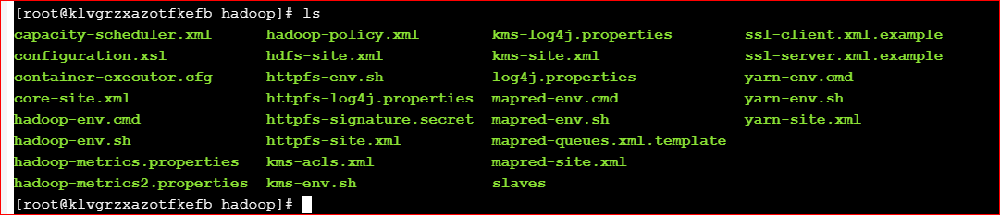 [root@klvgrzxazotfkefb hadoop]# ls
capacity-scheduler.xml hadoop-policy.xml kms-log4j.properties ssl-client.xml.example
configuration.xsl hdfs-site.xml kms-site.xml ssl-server.xml.example
container-executor.cfg httpfs-env.sh log4j.properties yarn-env.cmd
core-site.xml httpfs-log4j.properties mapred-env.cmd yarn-env.sh
hadoop-env.cmd httpfs-signature.secret mapred-env.sh yarn-site.xml
hadoop-env.sh httpfs-site.xml mapred-queues.xml.template
hadoop-metrics.properties kms-acls.xml mapred-site.xml
hadoop-metrics2.properties kms-env.sh slaves
[root@klvgrzxazotfkefb hadoop]#